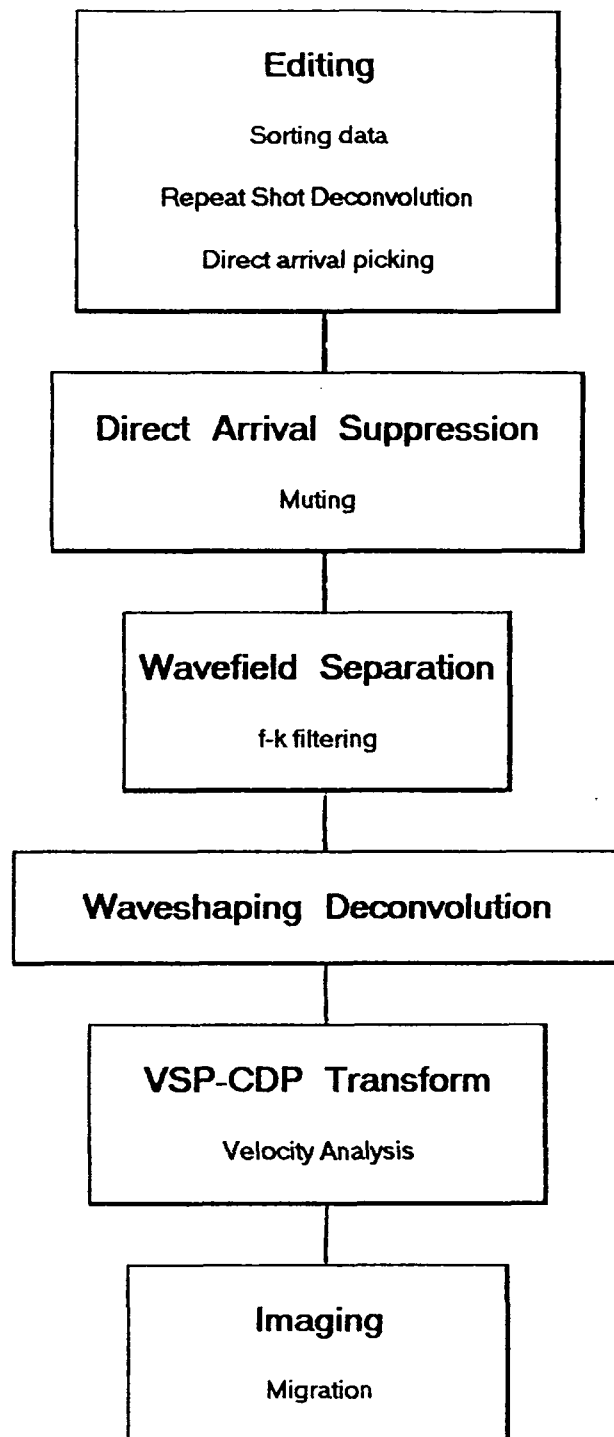 Editing
Sorting data
Repeat Shot Deconvolution
Direct arrival picking
Direct Arrival Suppression
Muting
Wavefield Separation
f-k filtering
Waveshaping Deconvolution
VSP-CDP Transform
Velocity Analysis
Imaging
Migration